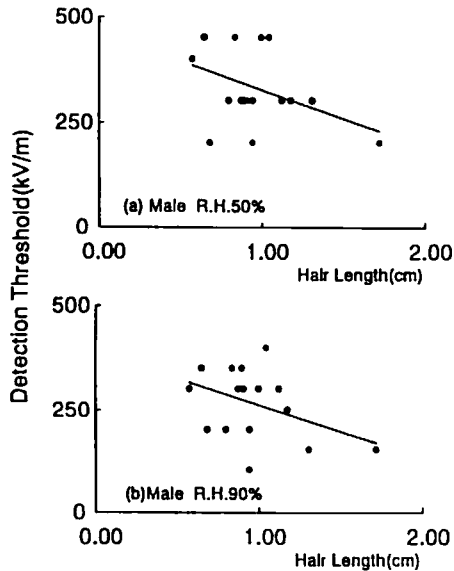 Detection Threshold(kV/m)
500
250
0
(a) Male R.H.50%
0.00 1.00 2.00
Hair Length(cm)
500
250
0
(b)Male R.H.90%
0.00 1.00 2.00
Hair Length(cm)